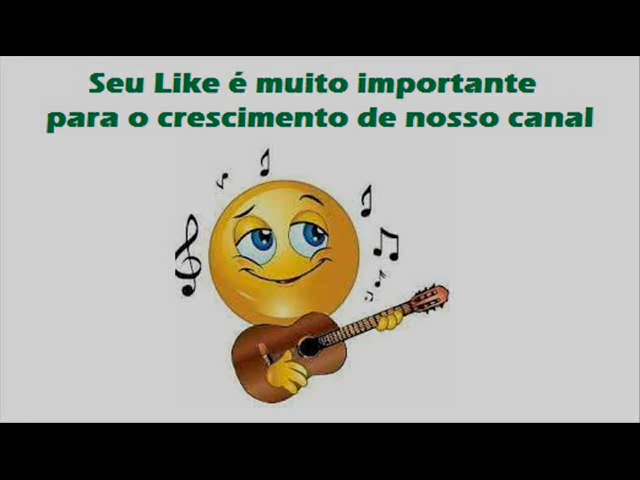 Seu Like é muito importante
para o crescimento de nosso canal